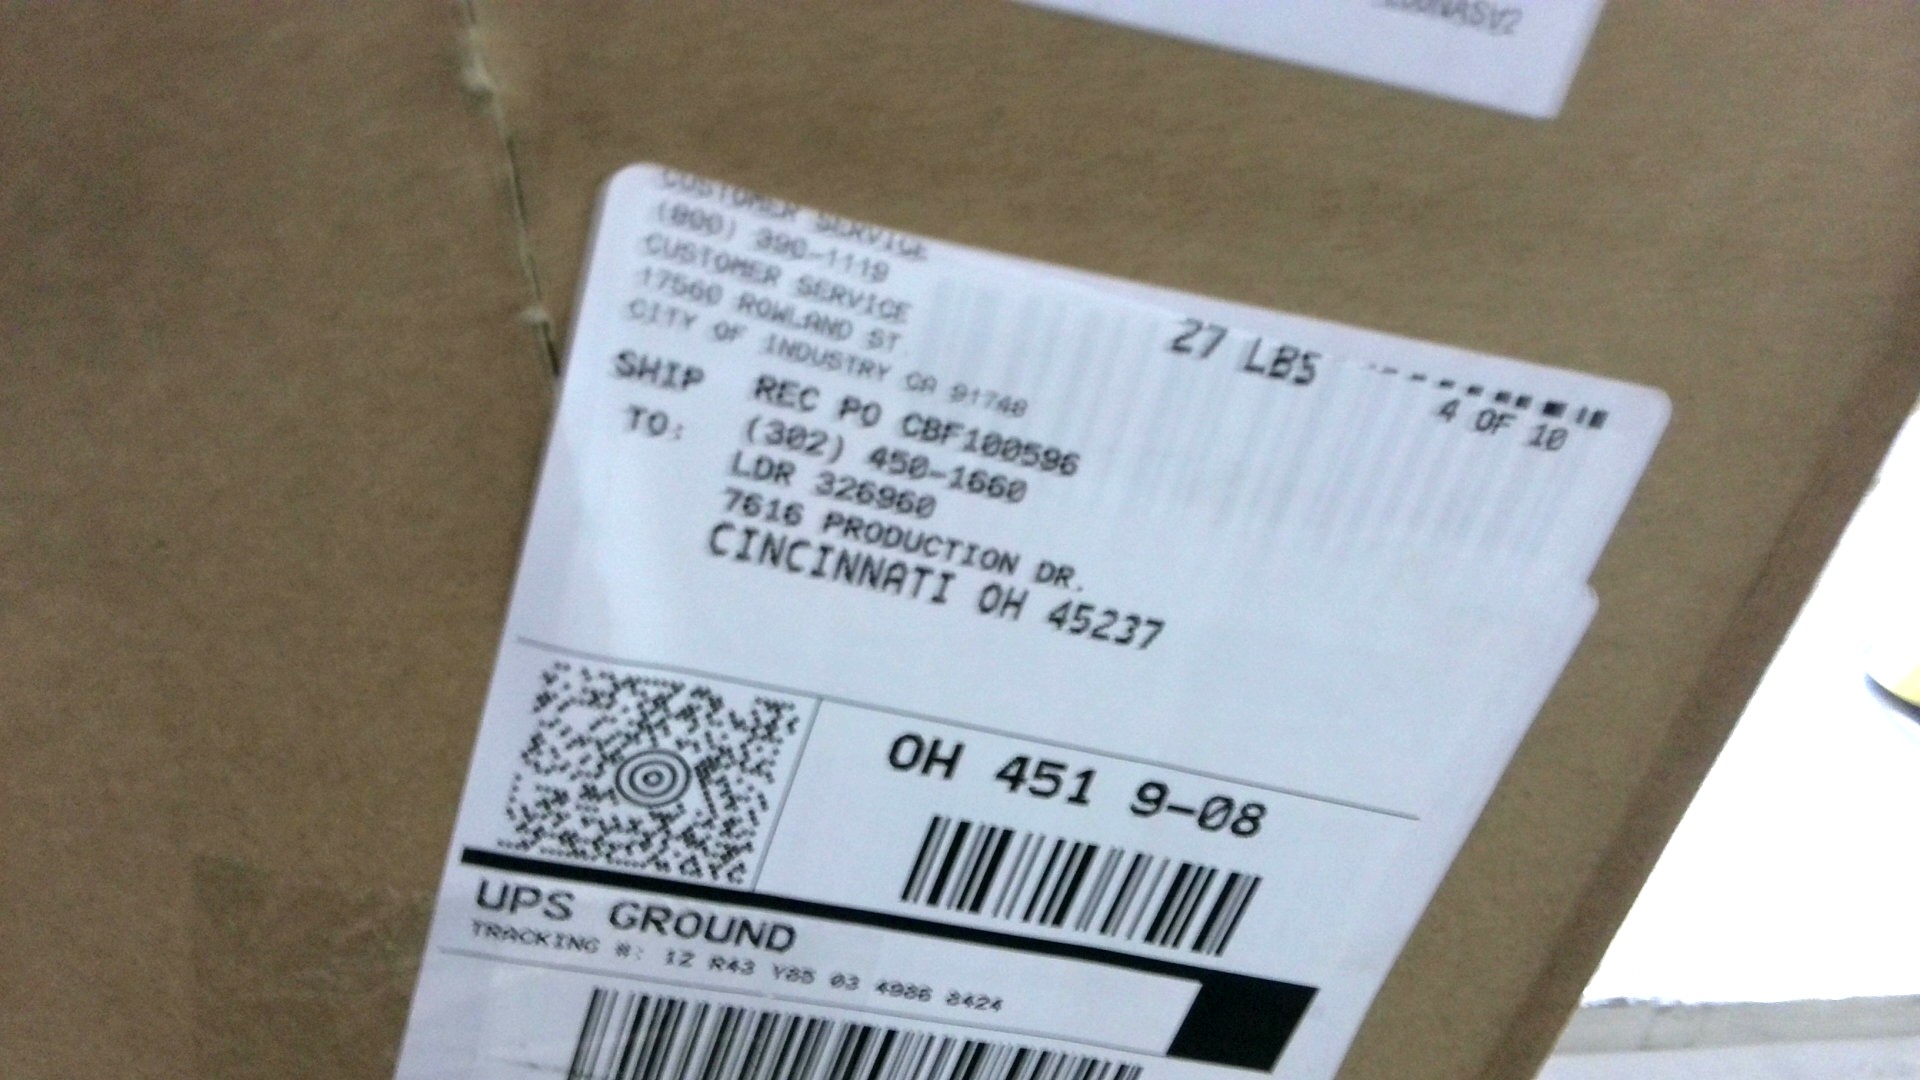 CUSTOMER SERVICE
(800) 390-1119
CUSTOMER SERVICE
17560 ROWLAND ST
CITY OF INDUSTRY CA 91748
27 LBS
4 OF 10
SHIP TO:
REC PO CBF100596
(302) 450-1660
LDR 326960
7616 PRODUCTION DR.
CINCINNATI OH 45237
OH 451 9-08
UPS GROUND
TRACKING #: 1Z R43 Y85 03 4986 8424